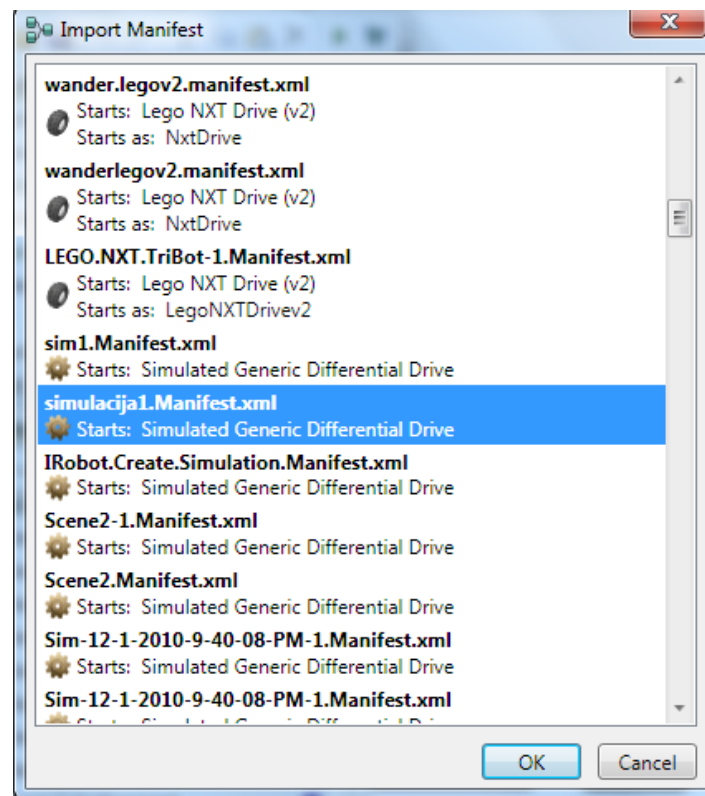 Import Manifest
wander.legov2.manifest.xml
Starts: Lego NXT Drive (v2)
Starts as: NxtDrive
wanderlegov2.manifest.xml
Starts: Lego NXT Drive (v2)
Starts as: NxtDrive
LEGO.NXT.TriBot-1.Manifest.xml
Starts: Lego NXT Drive (v2)
Starts as: LegoNXTDrivev2
sim1.Manifest.xml
Starts: Simulated Generic Differential Drive
simulacija1.Manifest.xml
Starts: Simulated Generic Differential Drive
IRobot.Create.Simulation.Manifest.xml
Starts: Simulated Generic Differential Drive
Scene2-1.Manifest.xml
Starts: Simulated Generic Differential Drive
Scene2.Manifest.xml
Starts: Simulated Generic Differential Drive
Sim-12-1-2010-9-40-08-PM-1.Manifest.xml
Starts: Simulated Generic Differential Drive
Sim-12-1-2010-9-40-08-PM-1.Manifest.xml
OK Cancel